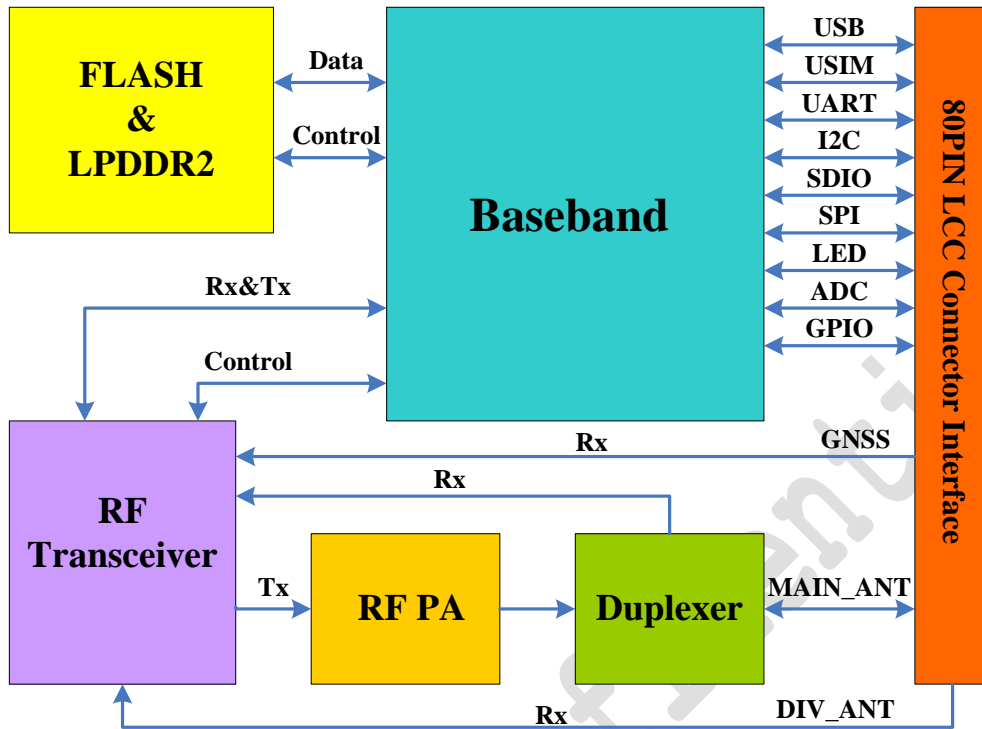 FLASH
&
LPDDR2
Data
Control
Baseband
USB
USIM
UART
I2C
SDIO
SPI
LED
ADC
GPIO
80PIN LCC Connector Interface
Rx&Tx
Control
RF
Transceiver
Rx
GNSS
Rx
Tx
RF PA
Duplexer
MAIN_ANT
Rx
DIV_ANT